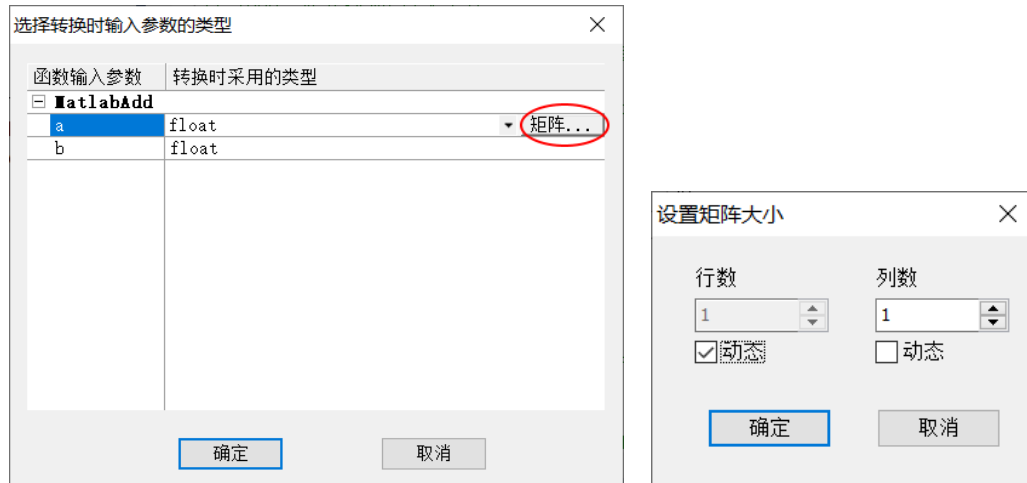 选择转换时输入参数的类型
函数输入参数 转换时采用的类型
MatlabAdd
a float 矩阵...
b float
确定 取消
设置矩阵大小
行数 列数
1 1
动态 动态
确定 取消